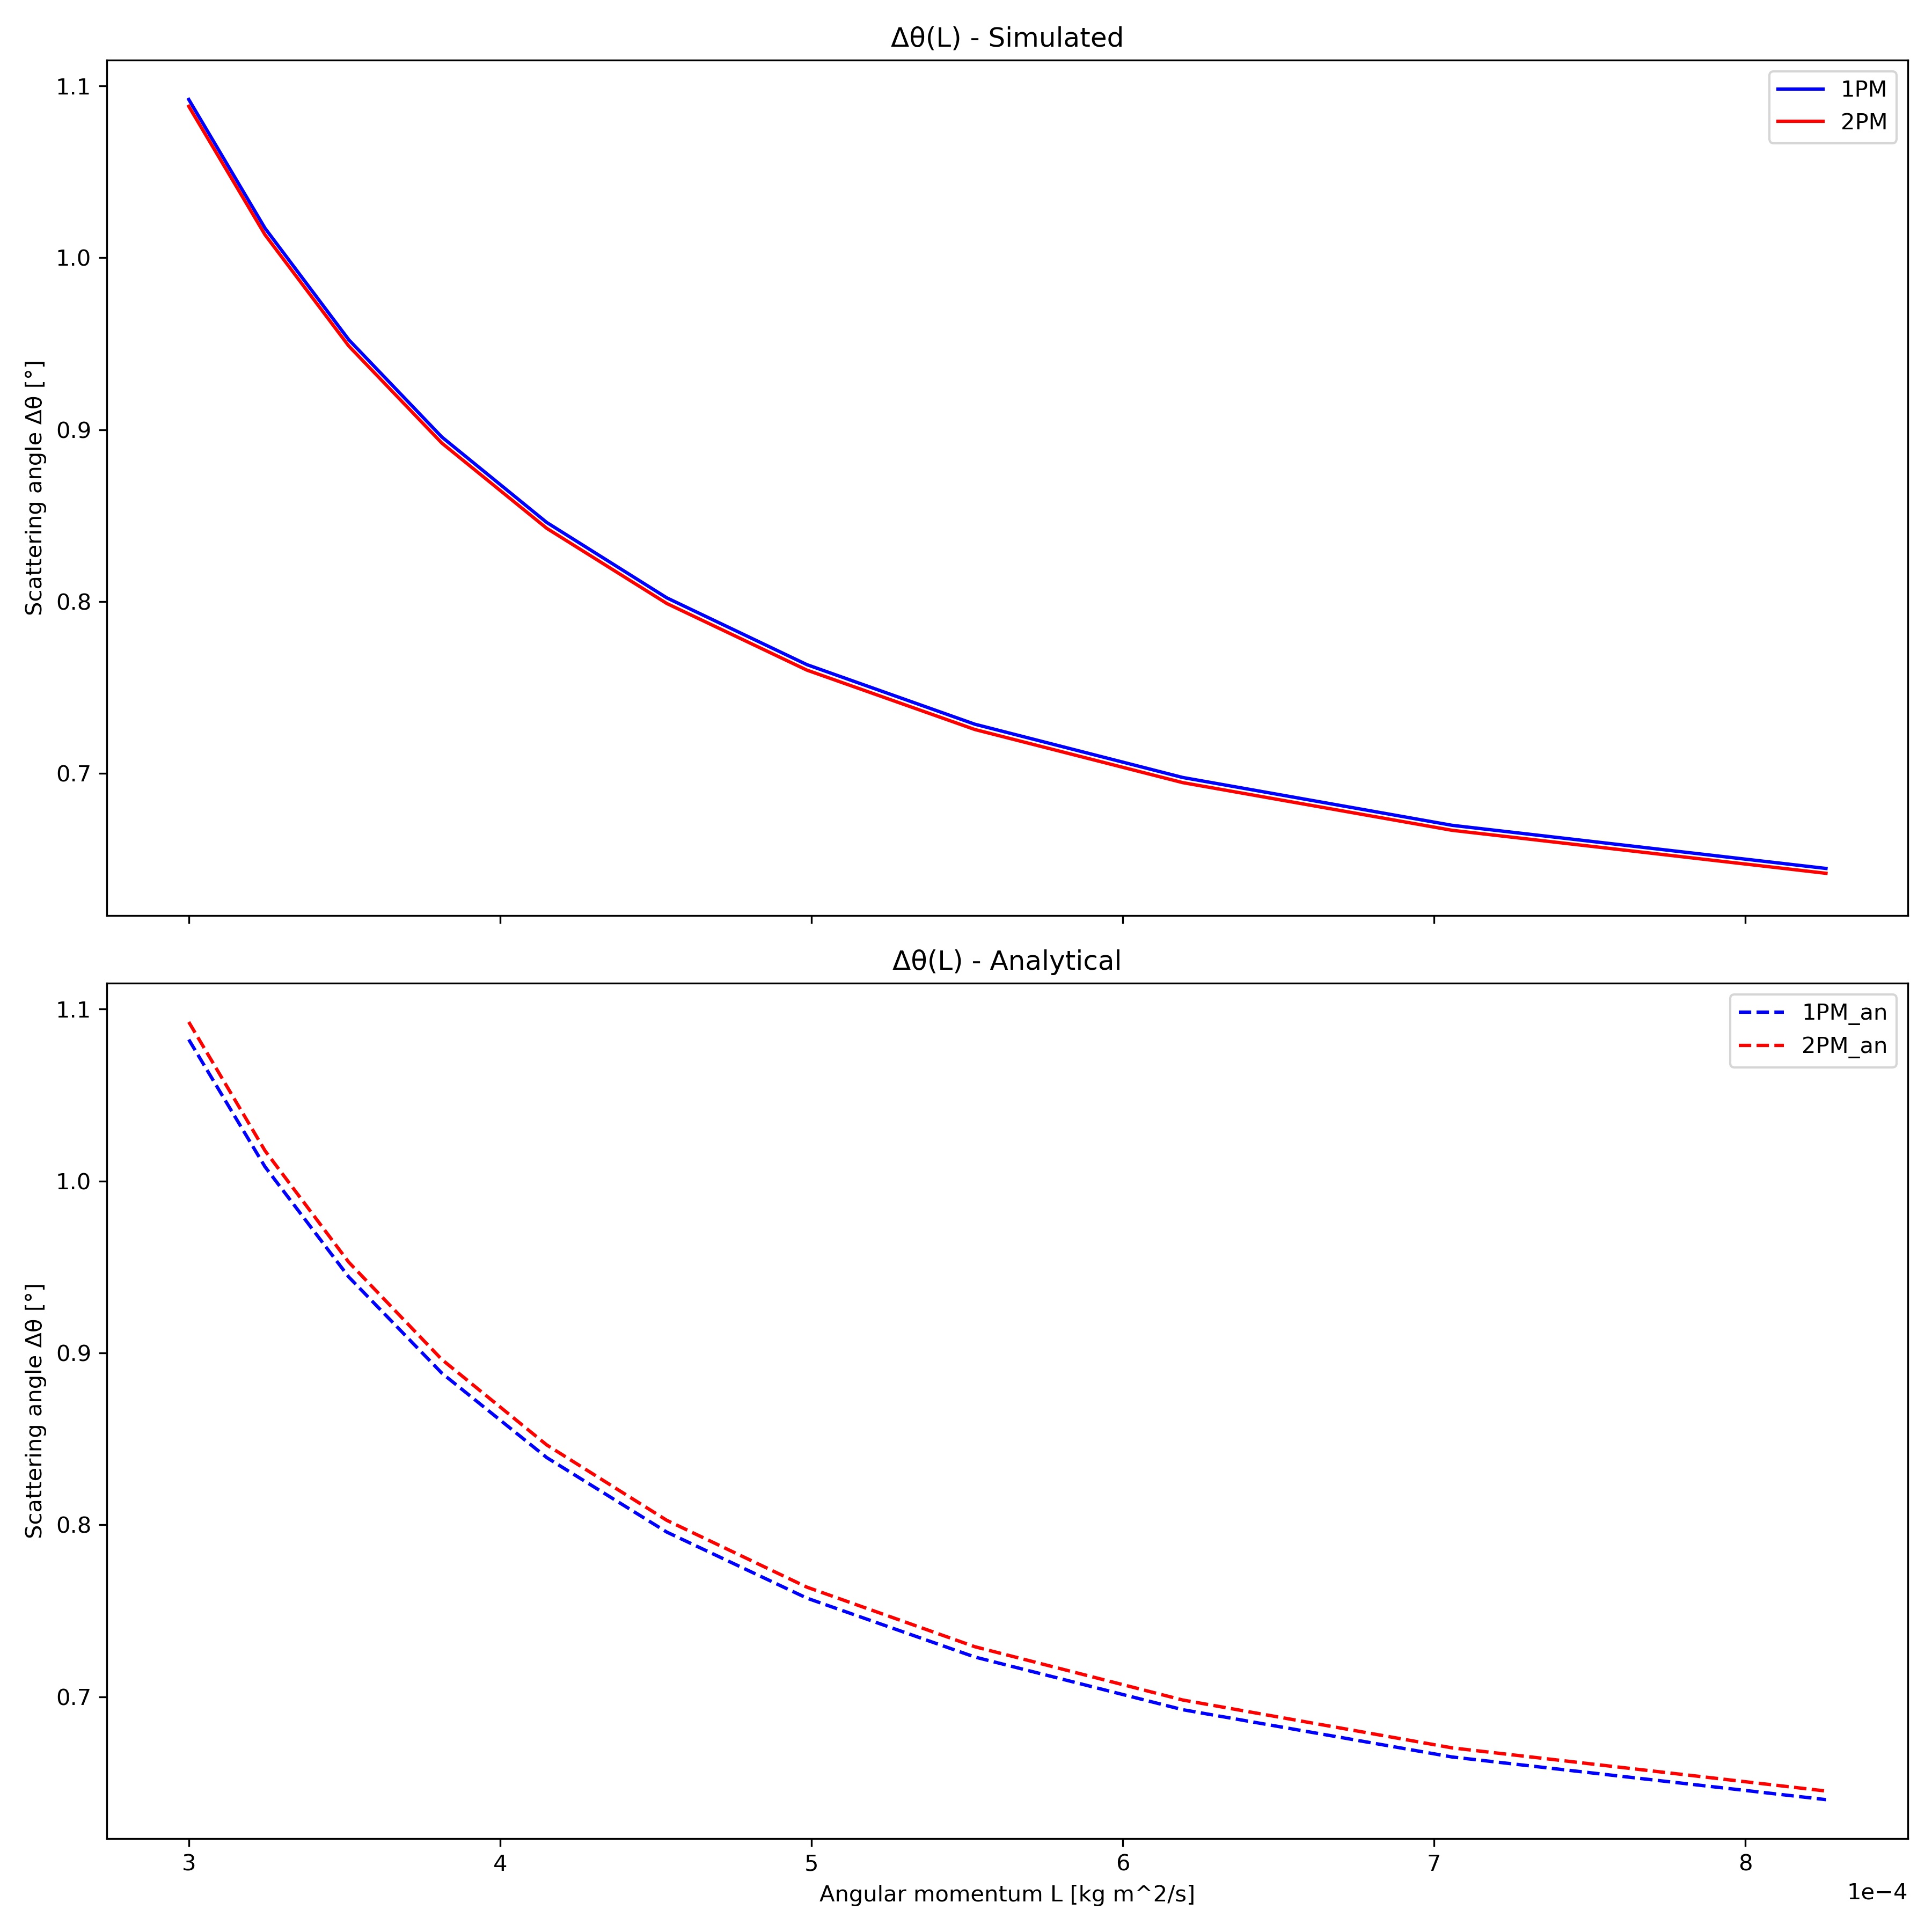 Δθ(L) - Simulated
1PM
2PM
Scattering angle Δθ [°]
1.1
1.0
0.9
0.8
0.7
Δθ(L) - Analytical
1PM_an
2PM_an
Scattering angle Δθ [°]
1.1
1.0
0.9
0.8
0.7
3 4 5 6 7 8
Angular momentum L [kg m^2/s]
1e−4